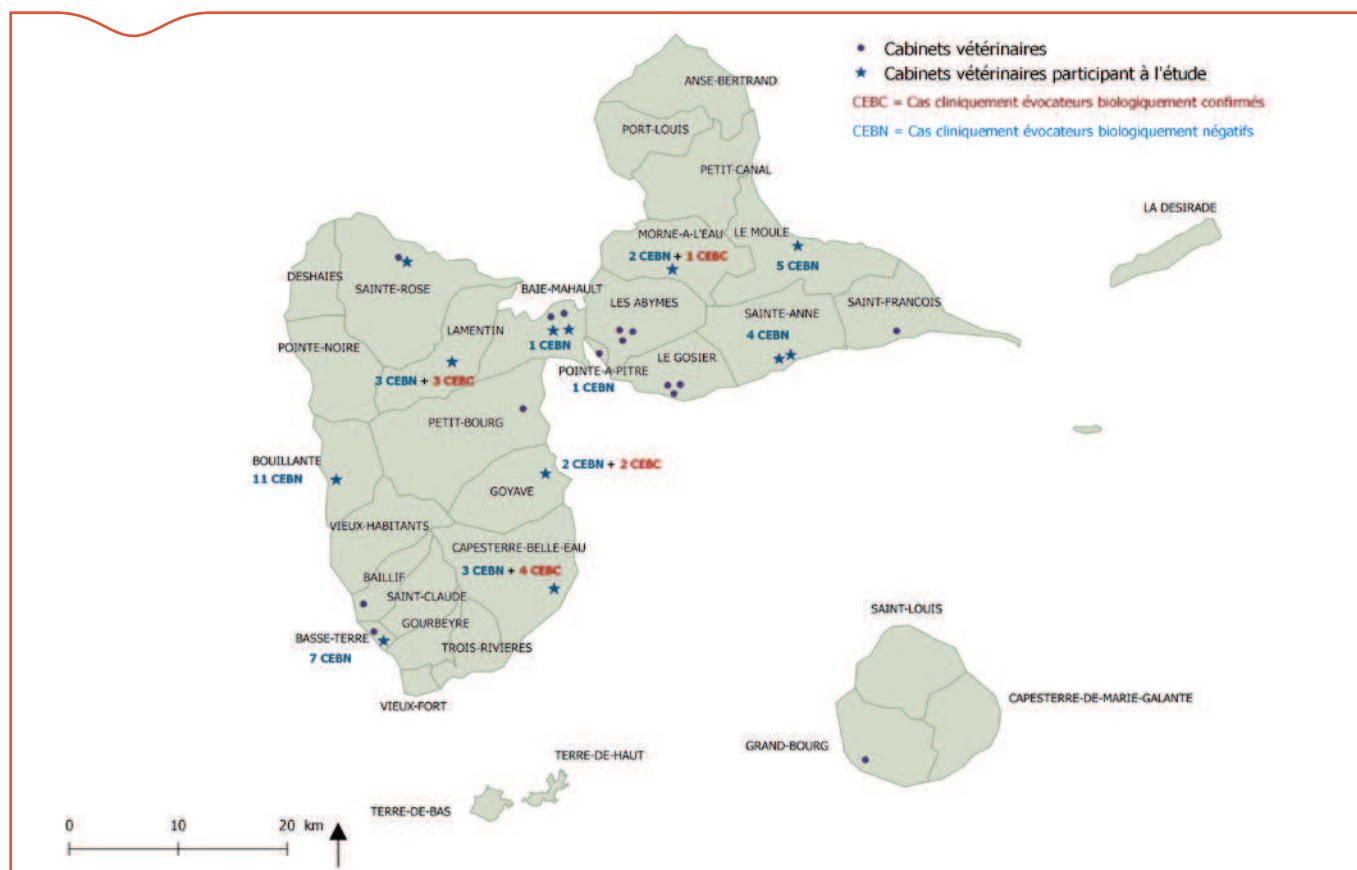 Cabinets vétérinaires
Cabinets vétérinaires participant à l'étude
CEBC = Cas cliniquement évocateurs biologiquement confirmés
CEBN = Cas cliniquement évocateurs biologiquement négatifs
ANSE-BERTRAND
PORT-LOUIS
PETIT-CANAL
LA DESIRADE
MORNE-A-L'EAU
2 CEBN + 1 CEBC
LE MOULE
5 CEBN
DESHAIES
SAINTE-ROSE
BAIE-MAHAULT
1 CEBN
LES ABYMES
SAINTE-ANNE
4 CEBN
SAINT-FRANCOIS
LAMENTIN
3 CEBN + 3 CEBC
POINTE-NOIRE
POINTE-A-PITRE
1 CEBN
LE GOSIER
PETIT-BOURG
BOUILLANTE
11 CEBN
2 CEBN + 2 CEBC
GOYAVE
VIEUX-HABITANTS
CAPESTERRE-BELLE-EAU
3 CEBN + 4 CEBC
BAILLIF
SAINT-CLAUDE
GOURBEYRE
BASSE-TERRE
7 CEBN
TROIS-RIVIERES
VIEUX-FORT
SAINT-LOUIS
CAPESTERRE-DE-MARIE-GALANTE
GRAND-BOURG
TERRE-DE-HAUT
TERRE-DE-BAS
0 10 20 km